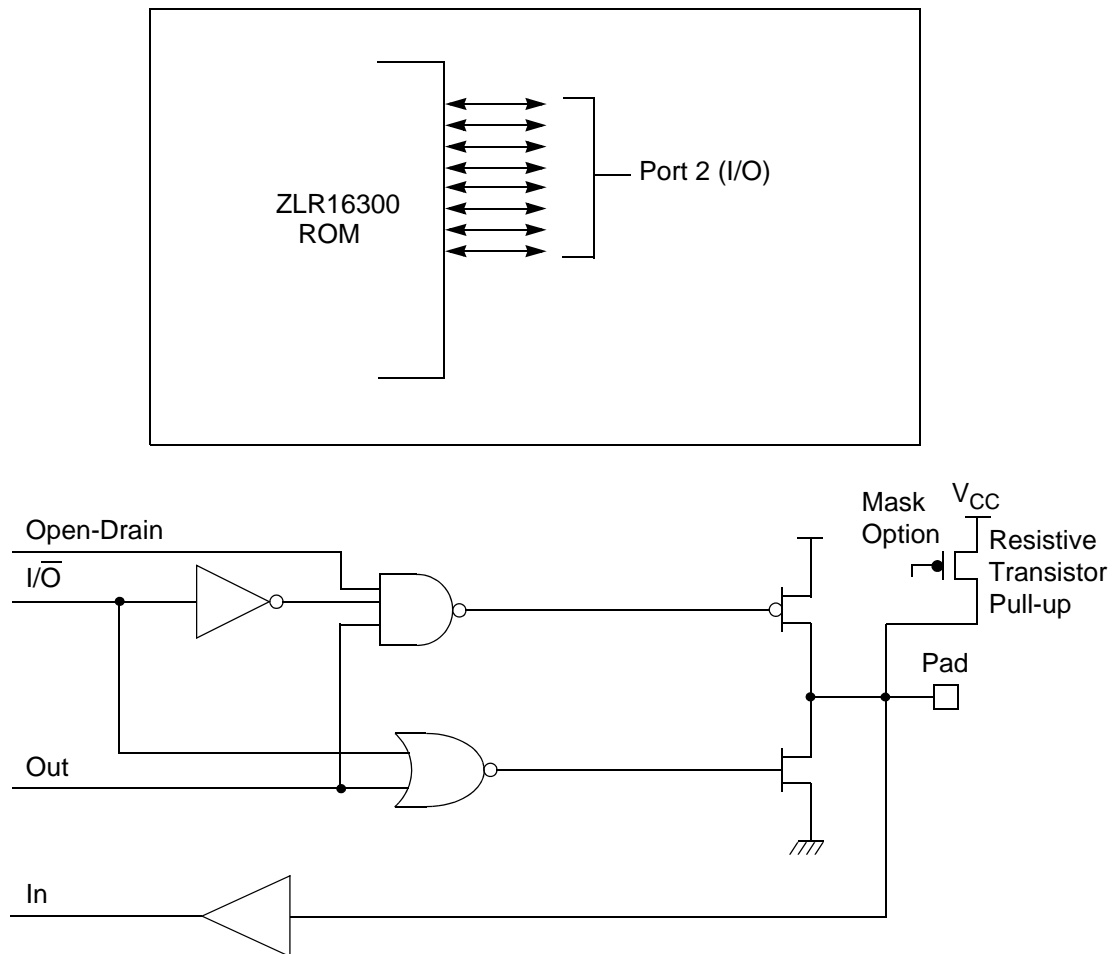 ZLR16300
ROM
Port 2 (I/O)
Open-Drain
I/O̅
Out
In
Mask
Option
VCC
Resistive
Transistor
Pull-up
Pad